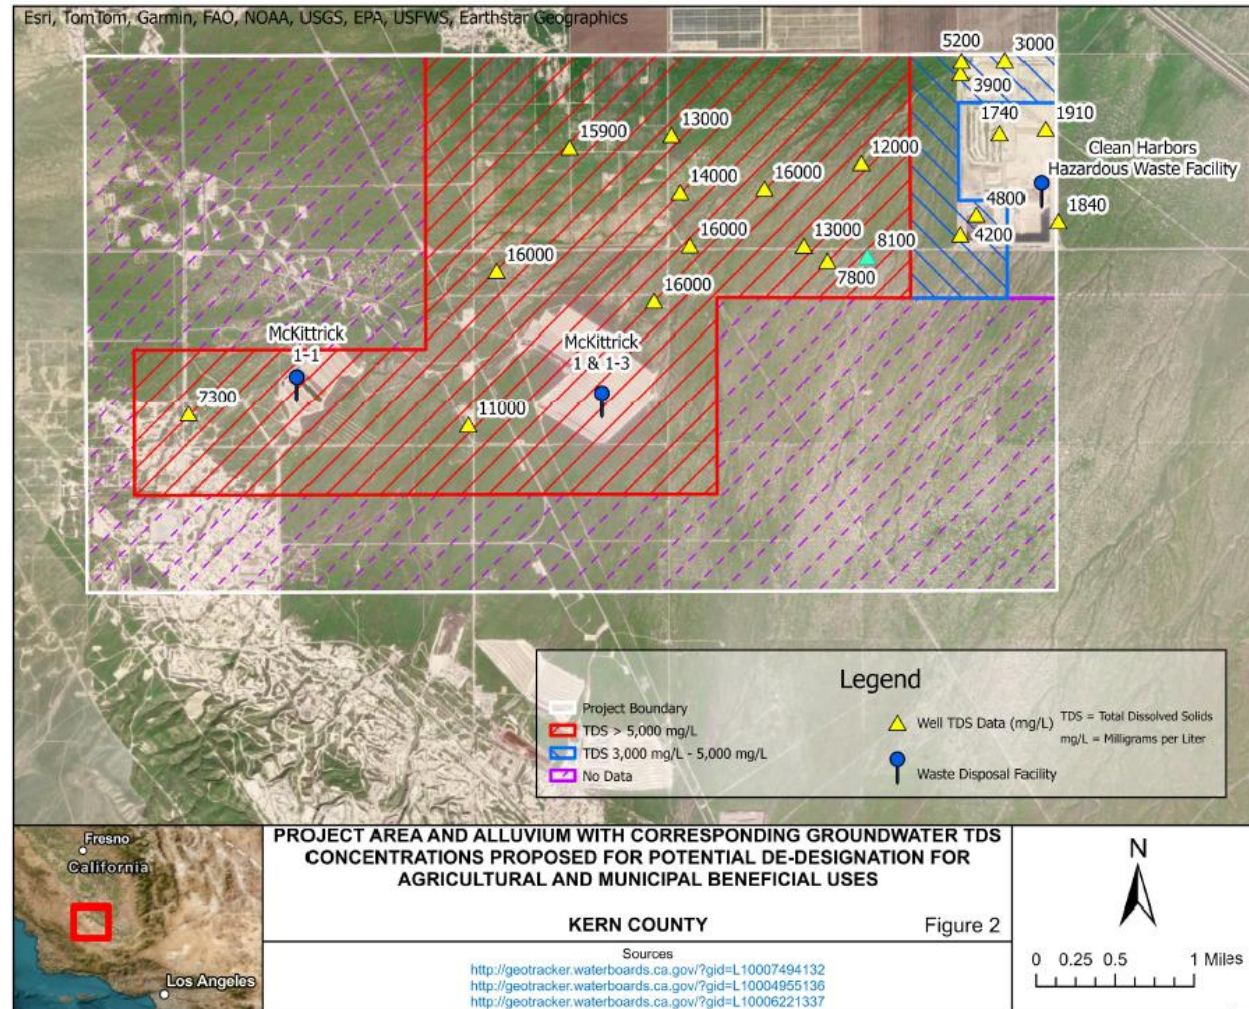 Esri, TomTom, Garmin, FAO, NOAA, USGS, EPA, USFWS, Earthstar Geographics
5200
3000
3900
1740
1910
13000
15900
12000
Clean Harbors
Hazardous Waste Facility
14000
16000
4800
1840
16000
13000
8100
4200
16000
7800
16000
McKittrick
1-1
McKittrick
1 & 1-3
7300
11000
Legend
Project Boundary
TDS > 5,000 mg/L
TDS 3,000 mg/L - 5,000 mg/L
No Data
Well TDS Data (mg/L)
Waste Disposal Facility
TDS = Total Dissolved Solids
mg/L = Milligrams per Liter
Fresno
California
Los Angeles
PROJECT AREA AND ALLUVIUM WITH CORRESPONDING GROUNDWATER TDS
CONCENTRATIONS PROPOSED FOR POTENTIAL DE-DESIGNATION FOR
AGRICULTURAL AND MUNICIPAL BENEFICIAL USES
KERN COUNTY
Figure 2
Sources
http://geotracker.waterboards.ca.gov/?gid=L10007494132
http://geotracker.waterboards.ca.gov/?gid=L10004955136
http://geotracker.waterboards.ca.gov/?gid=L10006221337
N
0 0.25 0.5 1 Miles